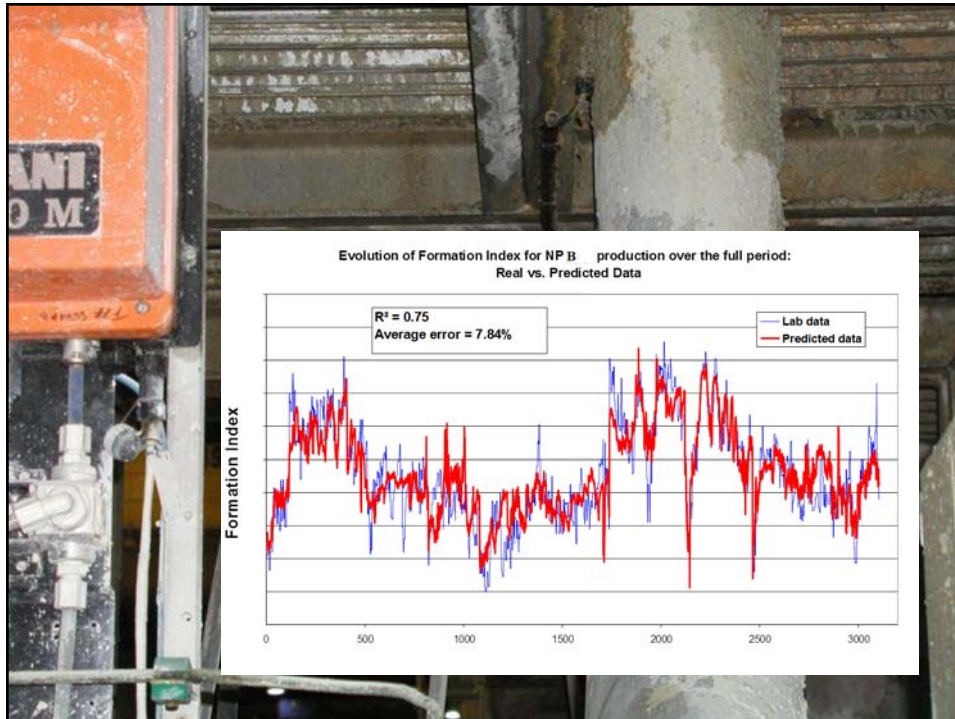 ANI
OM
Evolution of Formation Index for NP B production over the full period:
Real vs. Predicted Data
R² = 0.75
Average error = 7.84%
Lab data
Predicted data
Formation Index
0 500 1000 1500 2000 2500 3000